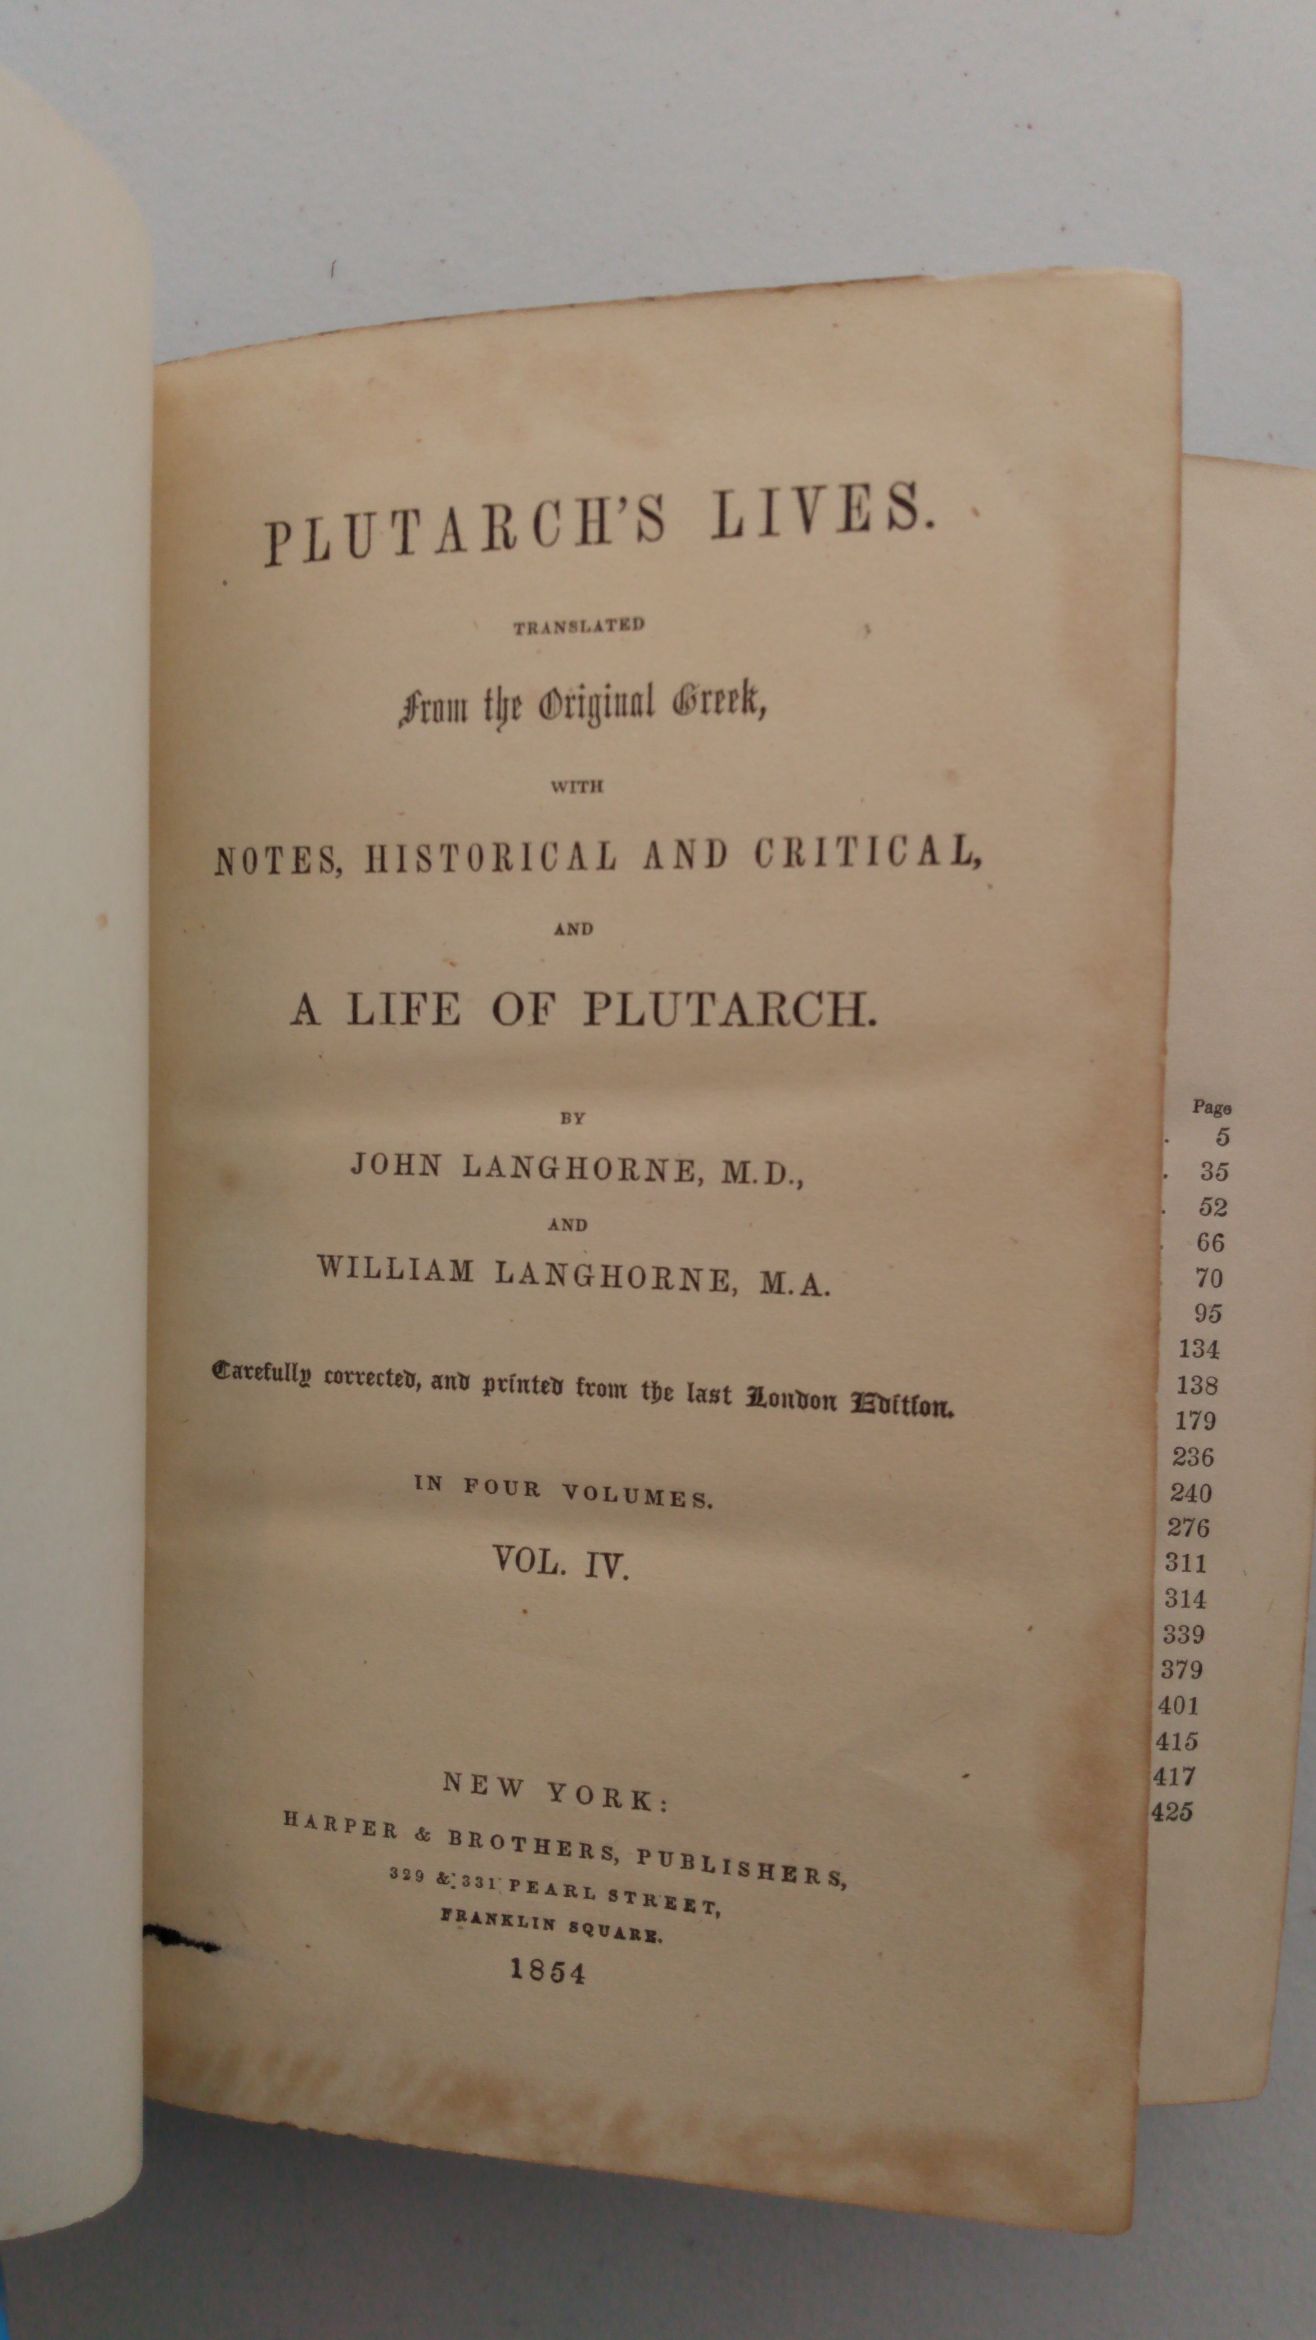 PLUTARCH'S LIVES.
TRANSLATED
From the Original Greek,
WITH
NOTES, HISTORICAL AND CRITICAL,
AND
A LIFE OF PLUTARCH.
BY
JOHN LANGHORNE, M.D.,
AND
WILLIAM LANGHORNE, M.A.
Carefully corrected, and printed from the last London Edition.
IN FOUR VOLUMES.
VOL. IV.
NEW YORK:
HARPER & BROTHERS, PUBLISHERS,
329 & 331 PEARL STREET,
FRANKLIN SQUARE.
1854
Page
. 5
. 35
. 52
. 66
70
95
134
138
179
236
240
276
311
314
339
379
401
415
417
425